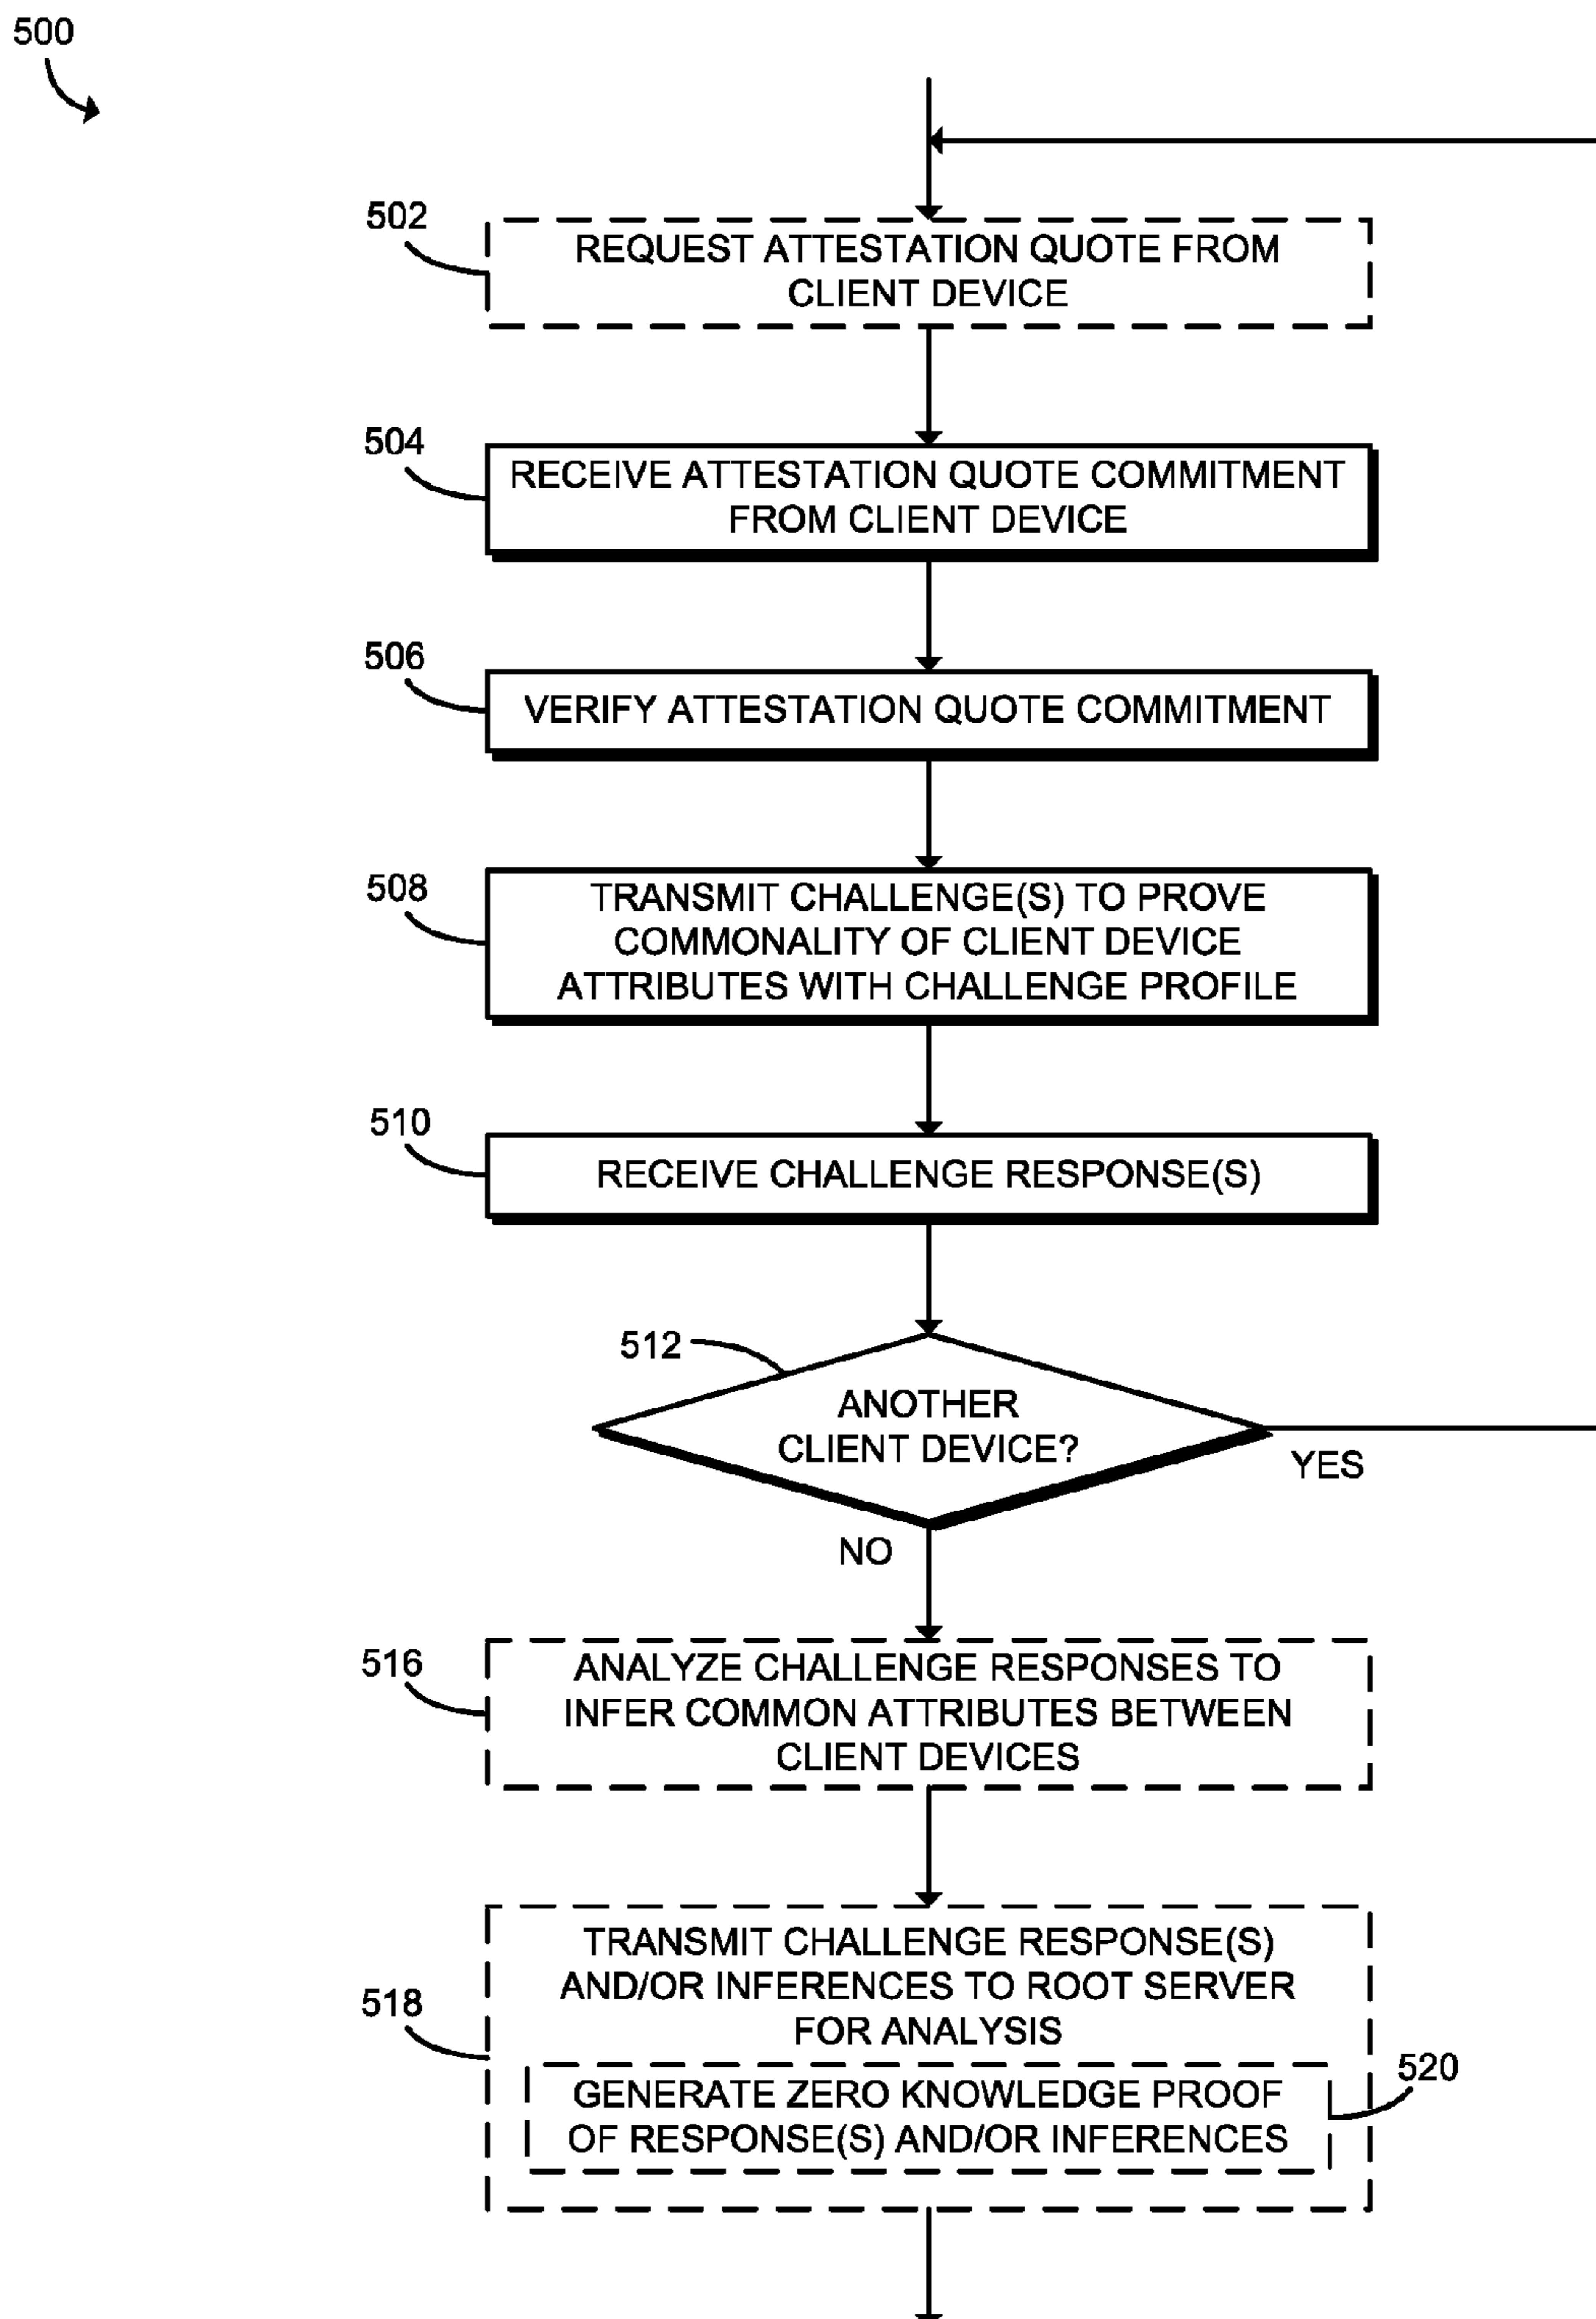 500
502
REQUEST ATTESTATION QUOTE FROM
CLIENT DEVICE
504
RECEIVE ATTESTATION QUOTE COMMITMENT
FROM CLIENT DEVICE
506
VERIFY ATTESTATION QUOTE COMMITMENT
508
TRANSMIT CHALLENGE(S) TO PROVE
COMMONALITY OF CLIENT DEVICE
ATTRIBUTES WITH CHALLENGE PROFILE
510
RECEIVE CHALLENGE RESPONSE(S)
512
ANOTHER
CLIENT DEVICE?
YES
NO
516
ANALYZE CHALLENGE RESPONSES TO
INFER COMMON ATTRIBUTES BETWEEN
CLIENT DEVICES
518
TRANSMIT CHALLENGE RESPONSE(S)
AND/OR INFERENCES TO ROOT SERVER
FOR ANALYSIS
520
GENERATE ZERO KNOWLEDGE PROOF
OF RESPONSE(S) AND/OR INFERENCES